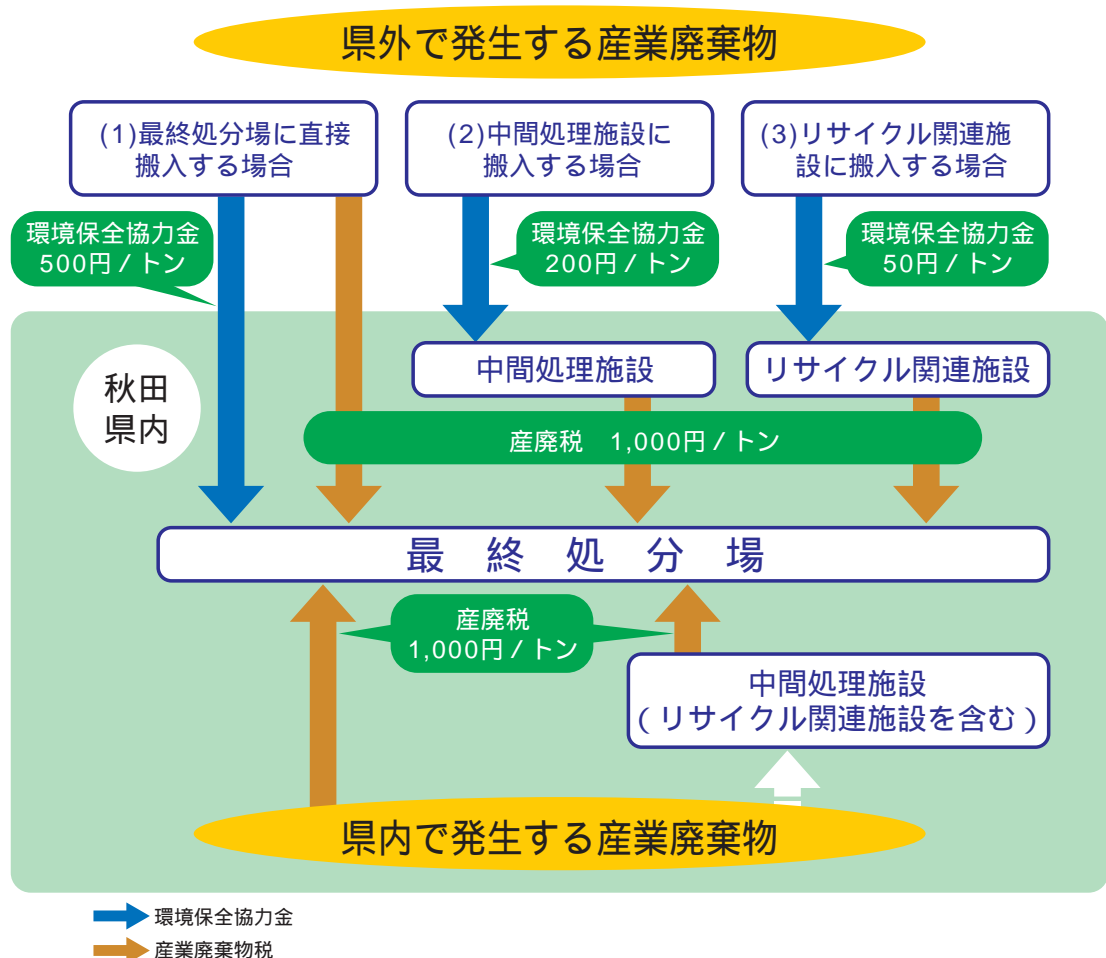 県外で発生する産業廃棄物
(1)最終処分場に直接
搬入する場合
(2)中間処理施設に
搬入する場合
(3)リサイクル関連施
設に搬入する場合
環境保全協力金
500円 / トン
環境保全協力金
200円 / トン
環境保全協力金
50円 / トン
秋田
県内
中間処理施設
リサイクル関連施設
産廃税 1,000円 / トン
最 終 処 分 場
産廃税
1,000円 / トン
中間処理施設
( リサイクル関連施設を含む )
県内で発生する産業廃棄物
環境保全協力金
産業廃棄物税